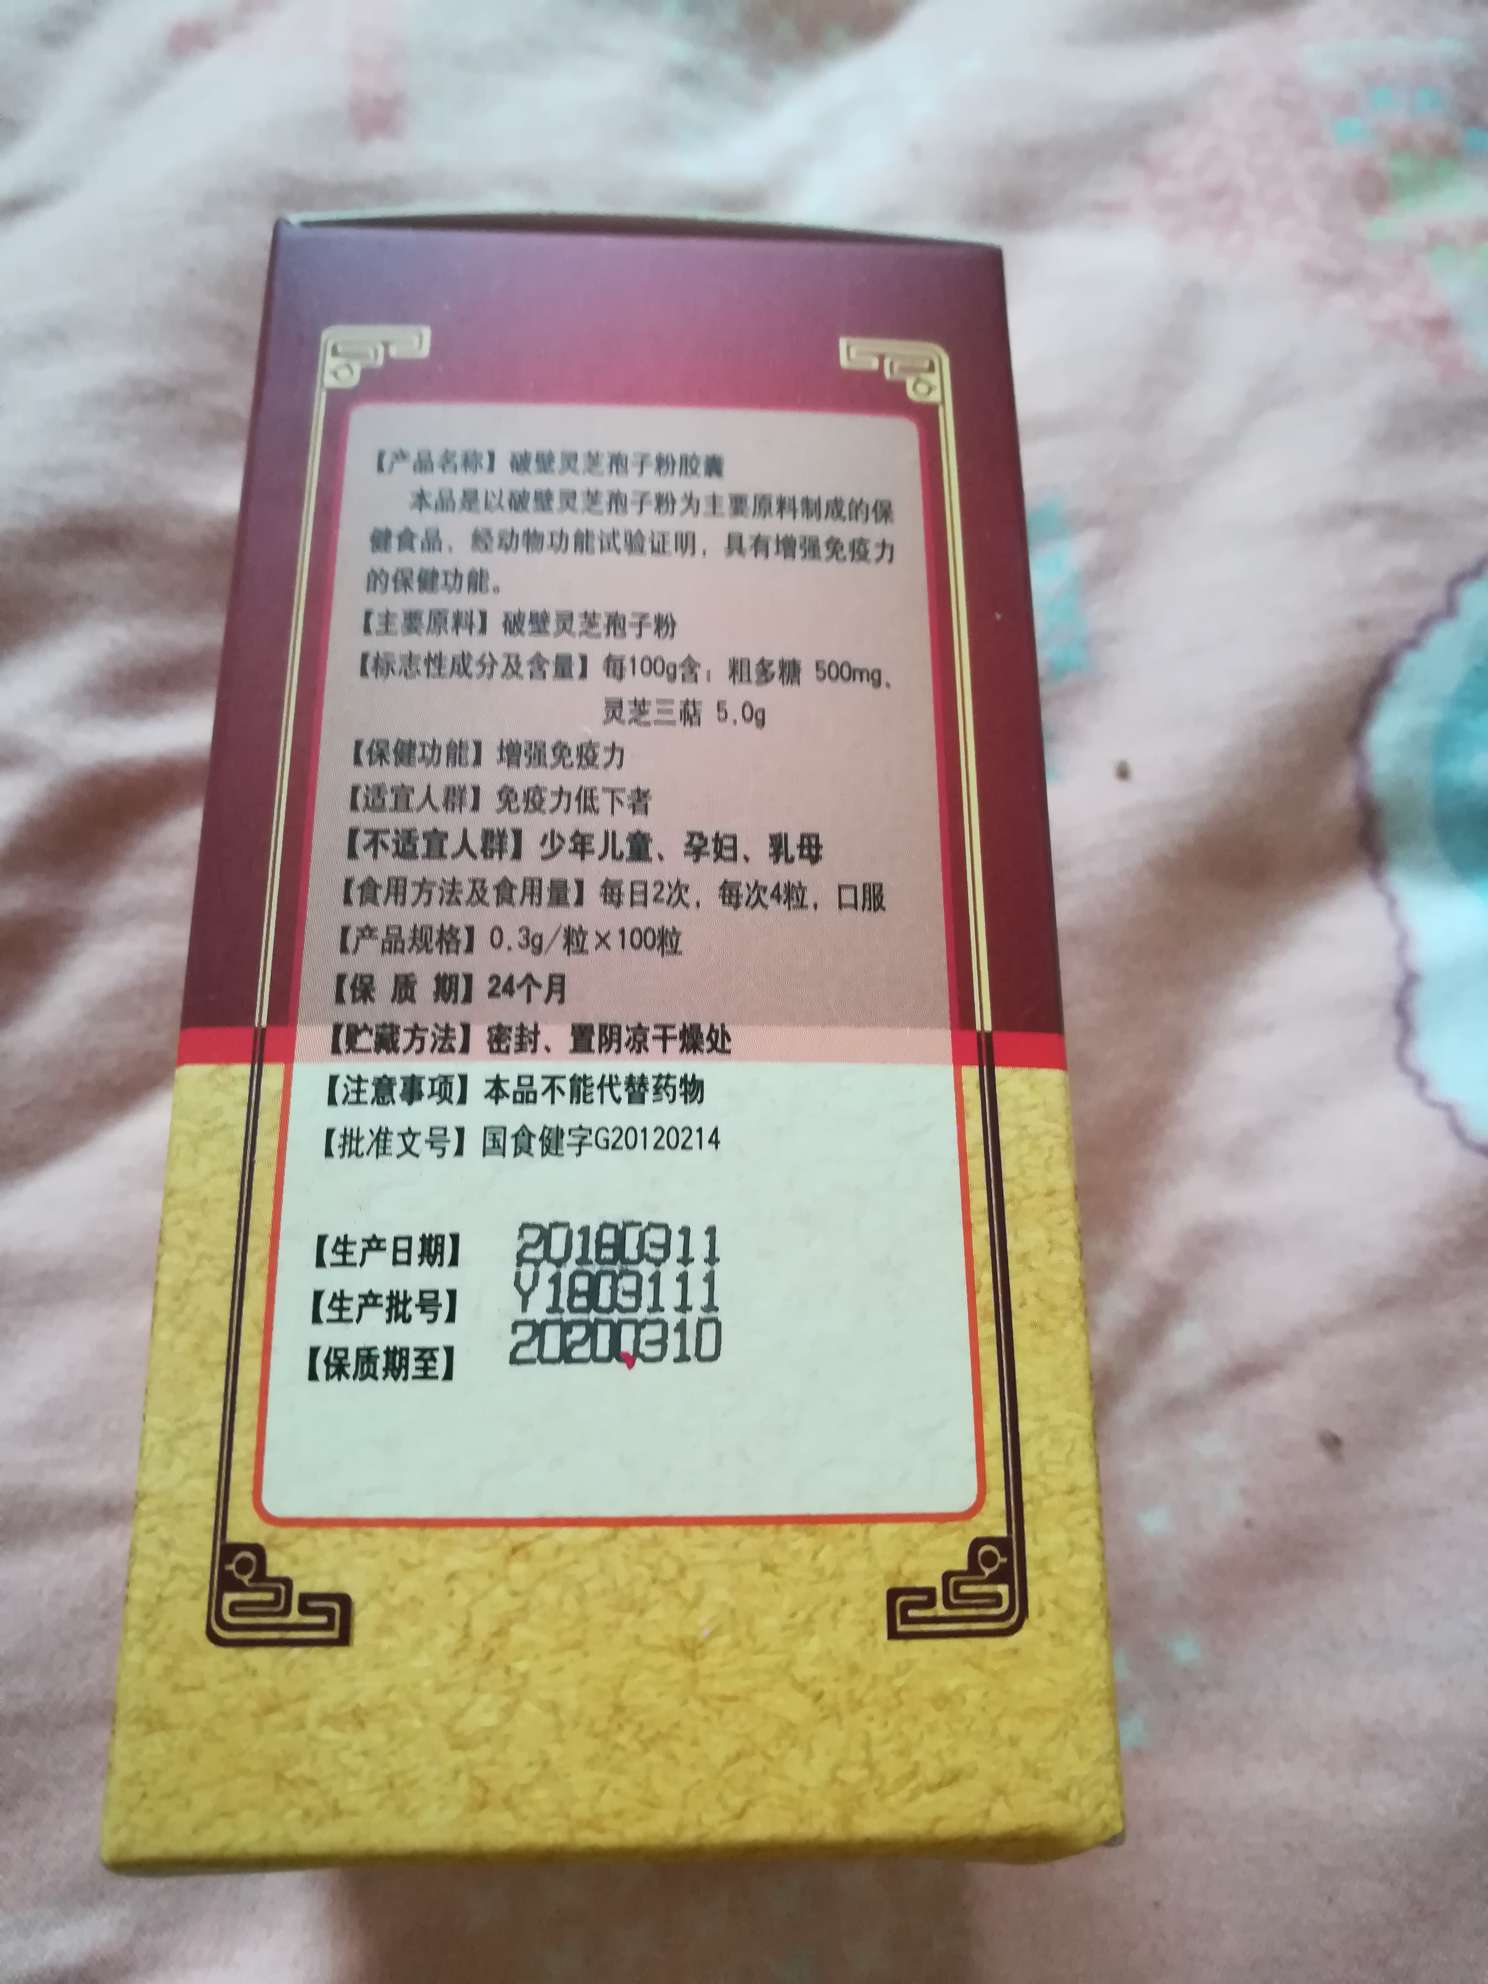 【产品名称】破壁灵芝孢子粉胶囊
本品是以破壁灵芝孢子粉为主要原料制成的保
健食品，经动物功能试验证明，具有增强免疫力
的保健功能。
【主要原料】破壁灵芝孢子粉
【标志性成分及含量】每100g含：粗多糖 500mg、
灵芝三萜 5.0g
【保健功能】增强免疫力
【适宜人群】免疫力低下者
【不适宜人群】少年儿童、孕妇、乳母
【食用方法及食用量】每日2次，每次4粒，口服
【产品规格】0.3g/粒×100粒
【保 质 期】24个月
【贮藏方法】密封、置阴凉干燥处
【注意事项】本品不能代替药物
【批准文号】国食健字G20120214
【生产日期】 20180311
【生产批号】 Y1803111
【保质期至】 20200310